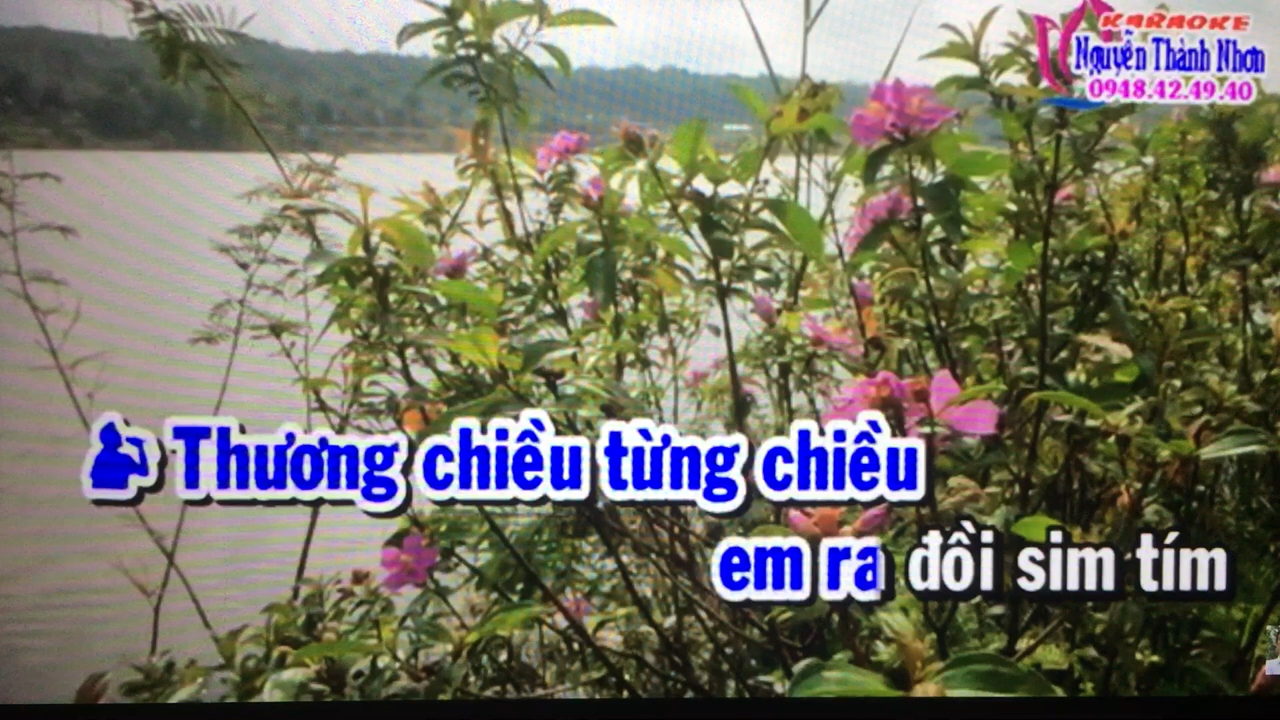 KARAOKE
Nguyễn Thành Nhơn
0948.42.49.40
Thương chiều từng chiều
em ra đồi sim tím